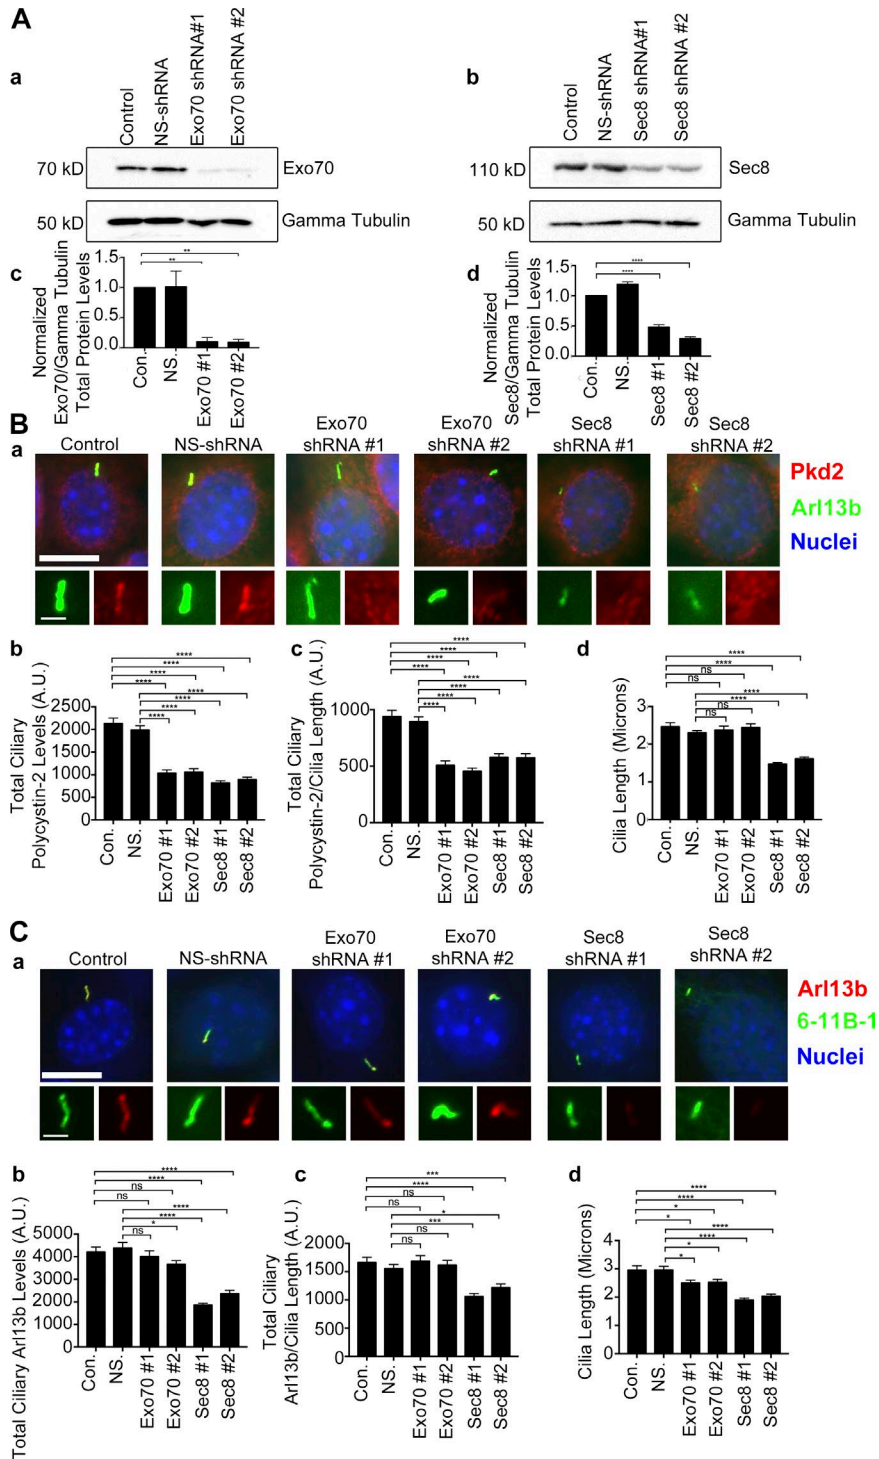 A
a
Control
NS-shRNA
Exo70 shRNA#1
Exo70 shRNA #2
70 kD
Exo70
50 kD
Gamma Tubulin
b
Control
NS-shRNA
Sec8 shRNA#1
Sec8 shRNA #2
110 kD
Sec8
50 kD
Gamma Tubulin
c
Normalized
Exo70/Gamma Tubulin
Total Protein Levels
1.5
1.0
0.5
0.0
**
**
Con.
NS.
Exo70 #1
Exo70 #2
d
Normalized
Sec8/Gamma Tubulin
Total Protein Levels
1.5
1.0
0.5
0.0
****
****
Con.
NS.
Sec8 #1
Sec8 #2
B
a
Control
NS-shRNA
Exo70
shRNA #1
Exo70
shRNA #2
Sec8
shRNA #1
Sec8
shRNA #2
Pkd2
Arl13b
Nuclei
b
Total Ciliary
Polycystin-2 Levels (A.U.)
2500
2000
1500
1000
500
0
****
****
****
****
****
****
****
****
Con.
NS.
Exo70 #1
Exo70 #2
Sec8 #1
Sec8 #2
c
Total Ciliary
Polycystin-2/Cilia Length (A.U.)
1000
500
0
****
****
****
****
****
****
****
****
Con.
NS.
Exo70 #1
Exo70 #2
Sec8 #1
Sec8 #2
d
Cilia Length (Microns)
3
2
1
0
****
****
ns
ns
****
****
ns
ns
Con.
NS.
Exo70 #1
Exo70 #2
Sec8 #1
Sec8 #2
C
a
Control
NS-shRNA
Exo70
shRNA #1
Exo70
shRNA #2
Sec8
shRNA #1
Sec8
shRNA #2
Arl13b
6-11B-1
Nuclei
b
Total Ciliary Arl13b Levels (A.U.)
5000
4000
3000
2000
1000
0
****
****
ns
ns
****
****
*
ns
Con.
NS.
Exo70 #1
Exo70 #2
Sec8 #1
Sec8 #2
c
Total Ciliary
Arl13b/Cilia Length (A.U.)
2000
1500
1000
500
0
***
****
ns
ns
*
***
ns
ns
Con.
NS.
Exo70 #1
Exo70 #2
Sec8 #1
Sec8 #2
d
Cilia Length (Microns)
4
3
2
1
0
****
****
*
*
****
****
*
*
Con.
NS.
Exo70 #1
Exo70 #2
Sec8 #1
Sec8 #2